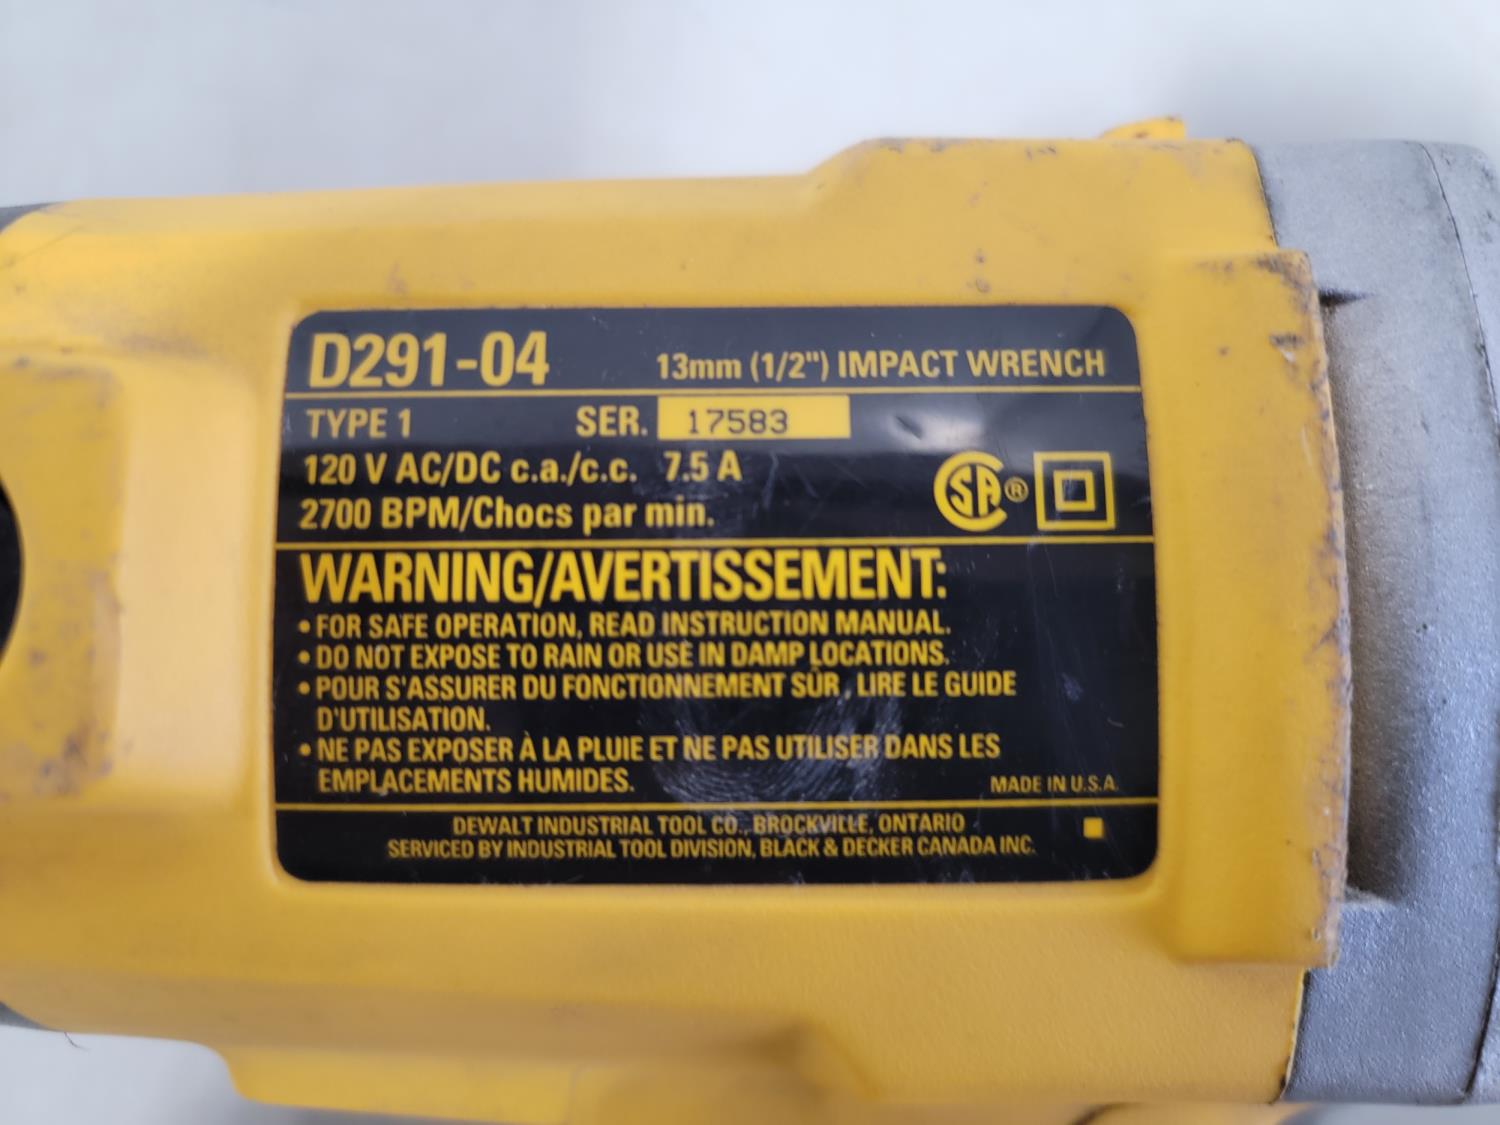 D291-04 13mm (1/2") IMPACT WRENCH
TYPE 1 SER. 17583
120 V AC/DC c.a./c.c. 7.5 A
2700 BPM/Chocs par min. CSA®
WARNING/AVERTISSEMENT:
• FOR SAFE OPERATION, READ INSTRUCTION MANUAL.
• DO NOT EXPOSE TO RAIN OR USE IN DAMP LOCATIONS.
• POUR S'ASSURER DU FONCTIONNEMENT SÛR , LIRE LE GUIDE
D'UTILISATION.
• NE PAS EXPOSER À LA PLUIE ET NE PAS UTILISER DANS LES
EMPLACEMENTS HUMIDES. MADE IN U.S.A.
DEWALT INDUSTRIAL TOOL CO., BROCKVILLE, ONTARIO
SERVICED BY INDUSTRIAL TOOL DIVISION, BLACK & DECKER CANADA INC.